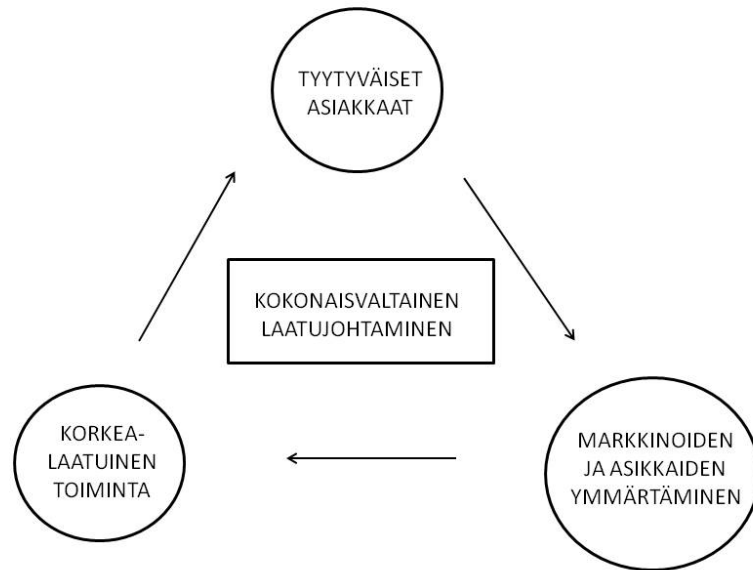 TYYTYVÄISET
ASIAKKAAT
KOKONAISVALTAINEN
LAATUJOHTAMINEN
KORKEA-
LAATUINEN
TOIMINTA
MARKKINOIDEN
JA ASIKKAIDEN
YMMÄRTÄMINEN